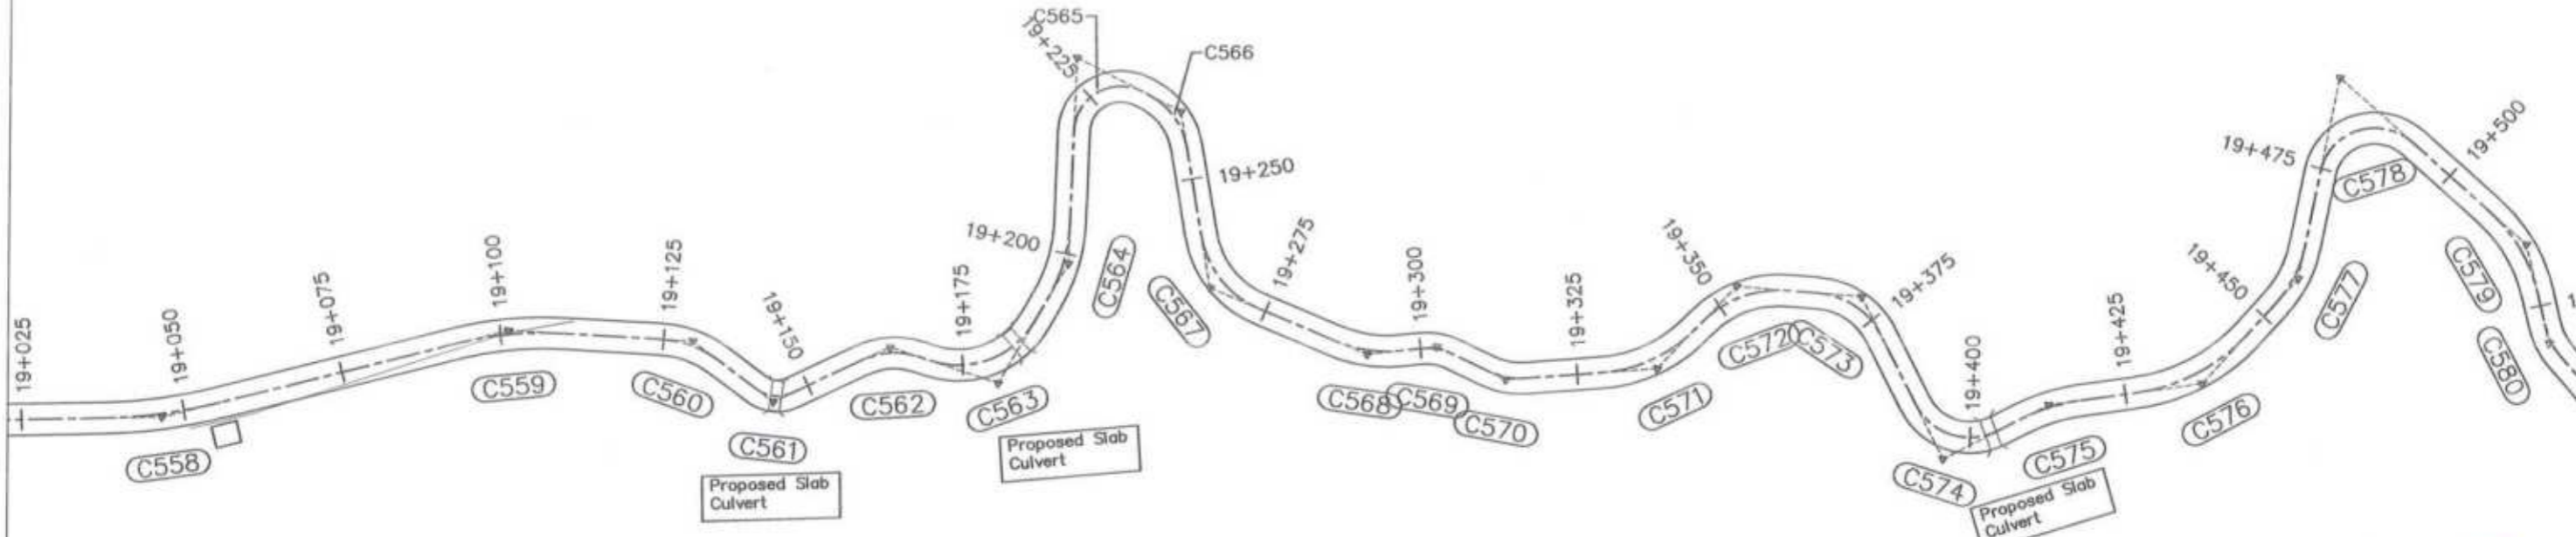 C565
19+225
C566
19+025
19+050
19+075
19+100
19+125
19+150
19+175
19+200
19+250
19+275
19+300
19+325
19+350
19+375
19+400
19+425
19+450
19+475
19+500
C558
C559
C560
C561
C562
C563
C564
C567
C568
C569
C570
C571
C572
C573
C574
C575
C576
C577
C578
C579
C580
Proposed Slab
Culvert
Proposed Slab
Culvert
Proposed Slab
Culvert